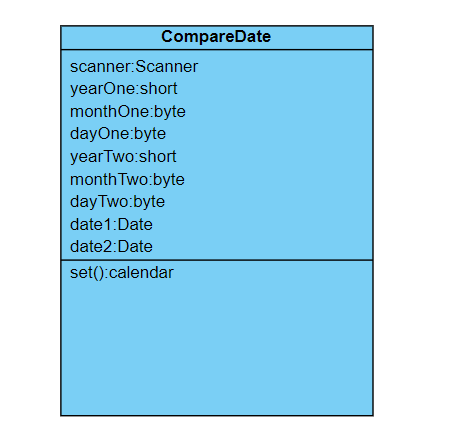 CompareDate
scanner:Scanner
yearOne:short
monthOne:byte
dayOne:byte
yearTwo:short
monthTwo:byte
dayTwo:byte
date1:Date
date2:Date
set():calendar